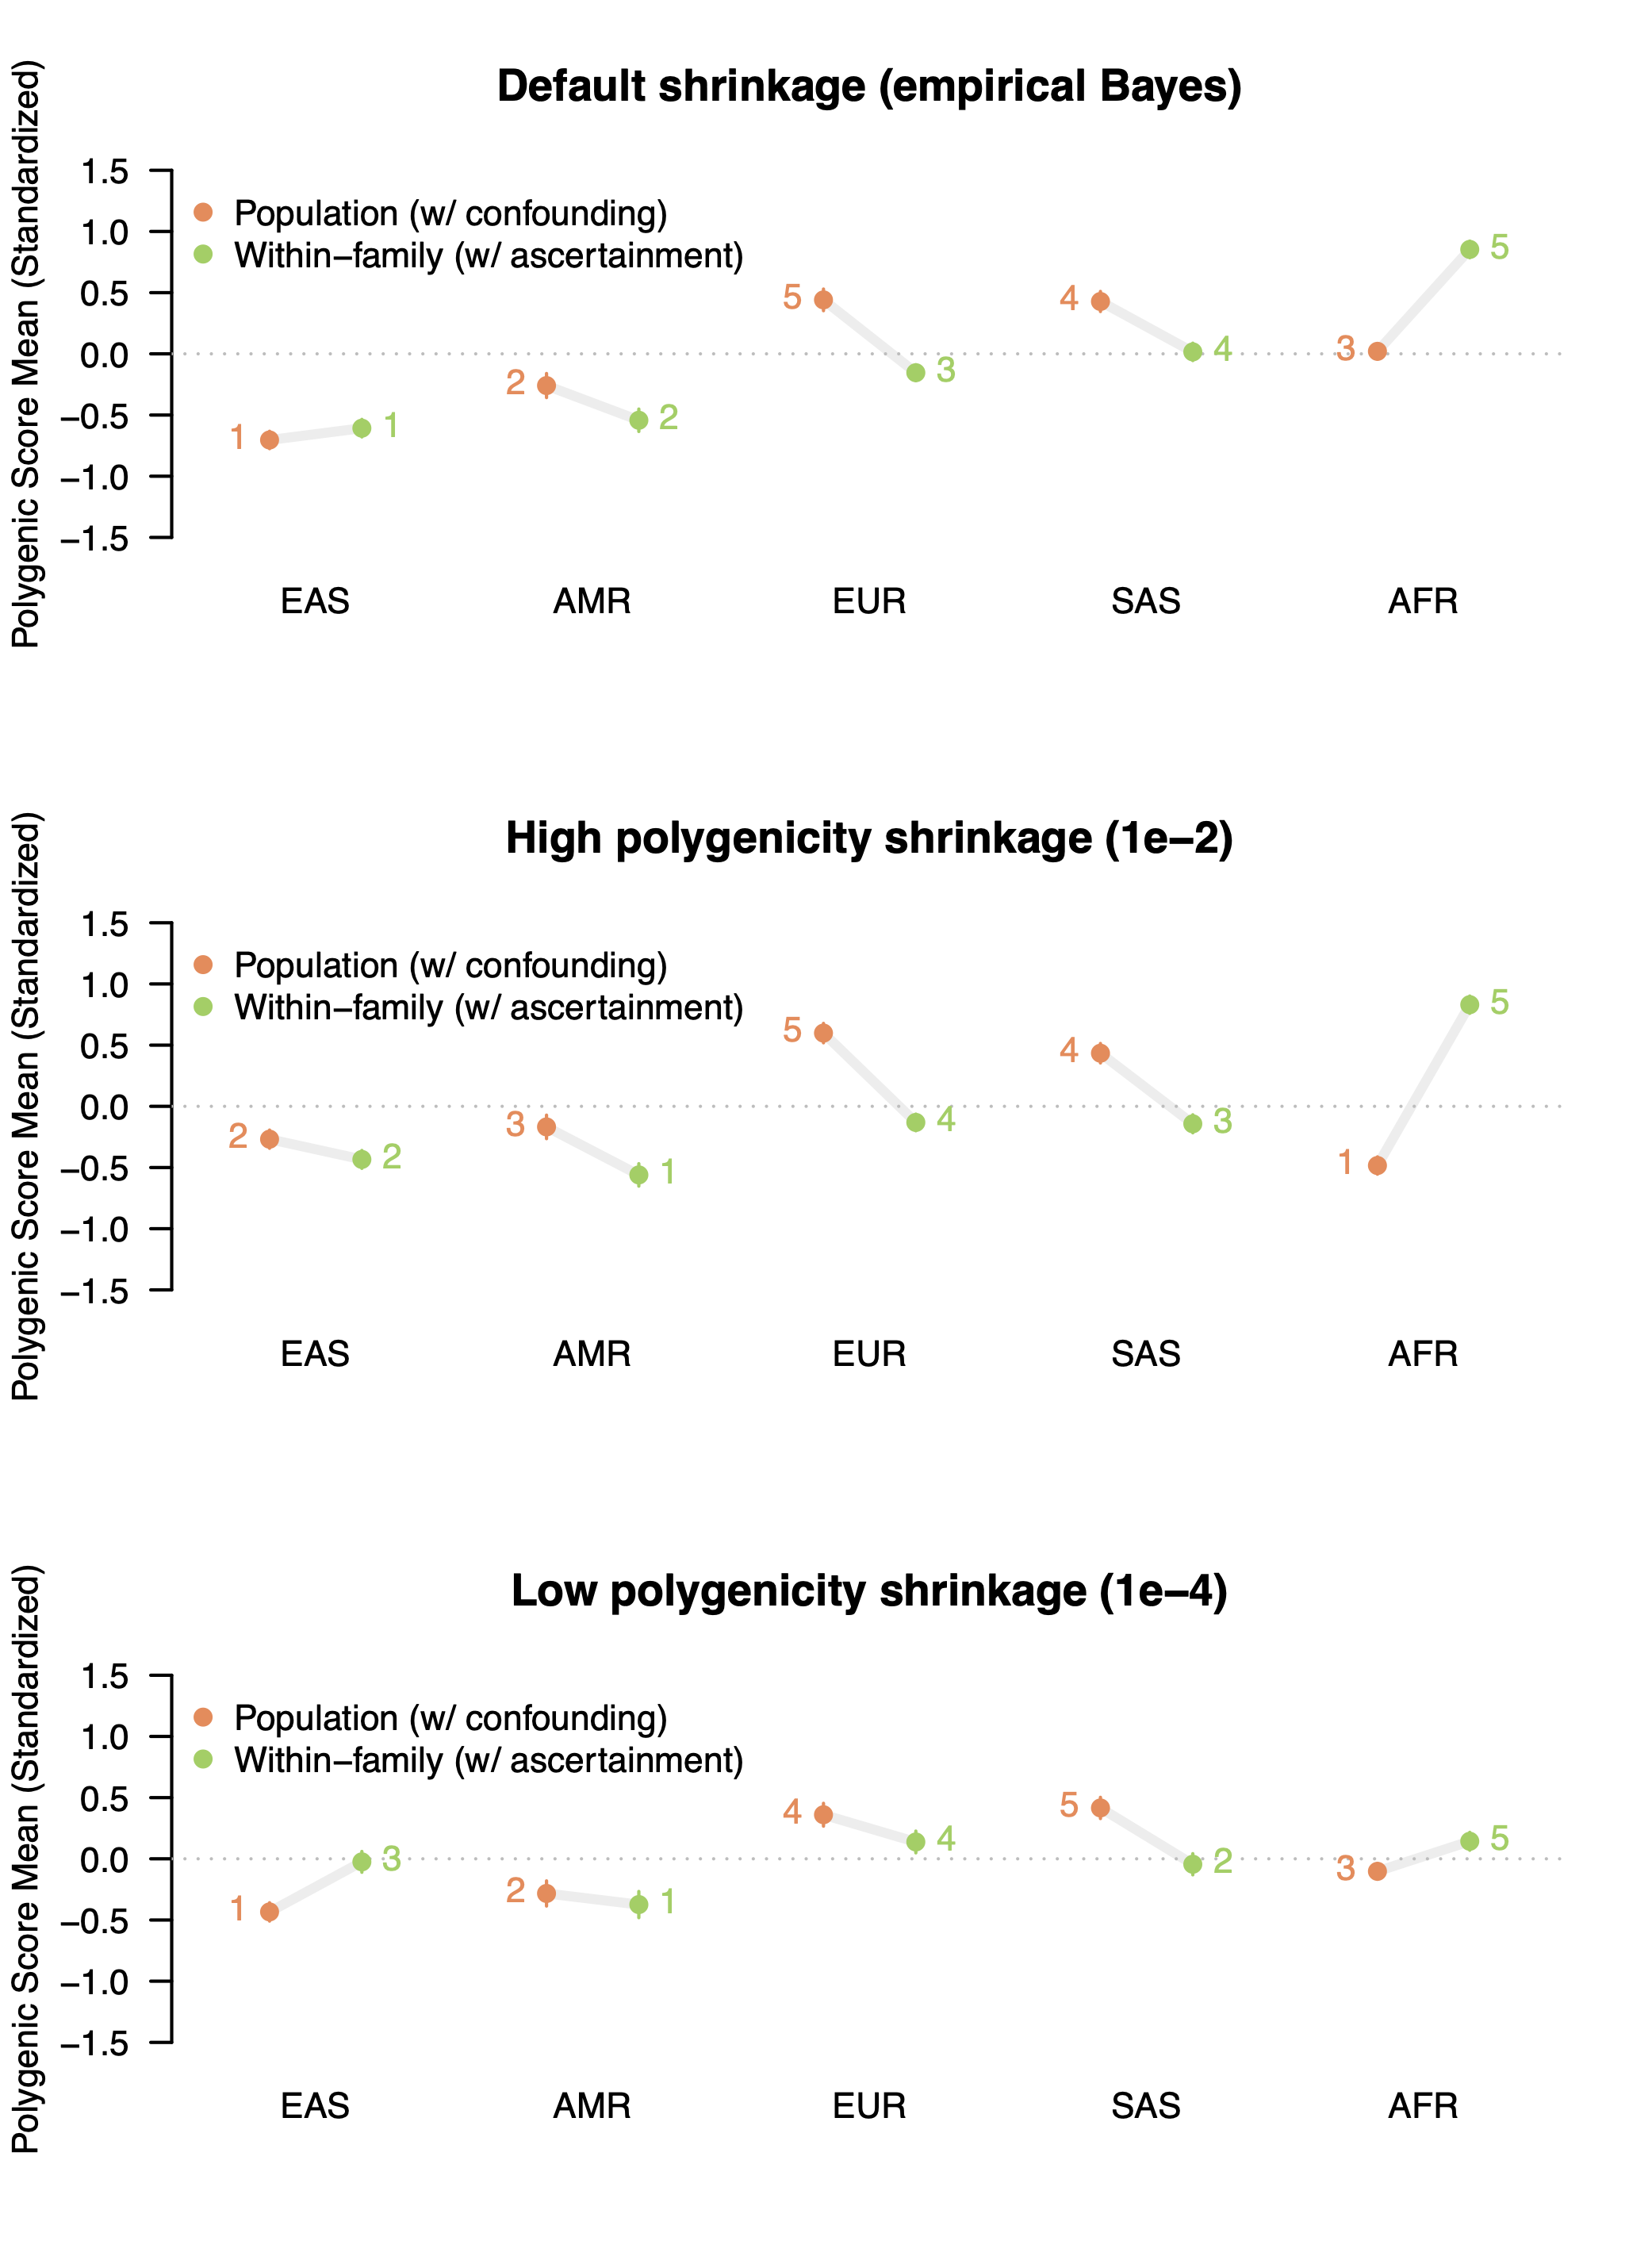 Default shrinkage (empirical Bayes)
Polygenic Score Mean (Standardized)
1.5
1.0
0.5
0.0
−0.5
−1.0
−1.5
Population (w/ confounding)
Within−family (w/ ascertainment)
1 1 2 2 5 3 4 4 3 5
EAS AMR EUR SAS AFR
High polygenicity shrinkage (1e−2)
Polygenic Score Mean (Standardized)
1.5
1.0
0.5
0.0
−0.5
−1.0
−1.5
Population (w/ confounding)
Within−family (w/ ascertainment)
2 2 3 1 5 4 4 3 1 5
EAS AMR EUR SAS AFR
Low polygenicity shrinkage (1e−4)
Polygenic Score Mean (Standardized)
1.5
1.0
0.5
0.0
−0.5
−1.0
−1.5
Population (w/ confounding)
Within−family (w/ ascertainment)
1 3 2 1 4 4 5 2 3 5
EAS AMR EUR SAS AFR